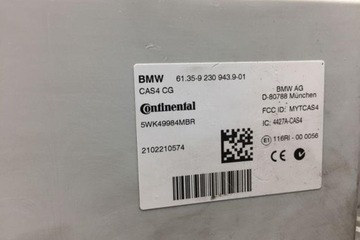 BMW 61.35-9 230 943.9-01
CAS4 CG
BMW AG
D-80788 München
Continental
FCC ID: MYTCAS4
5WK49984MBR
IC: 4427A-CAS4
2102210574
E1 116RI - 00 0056